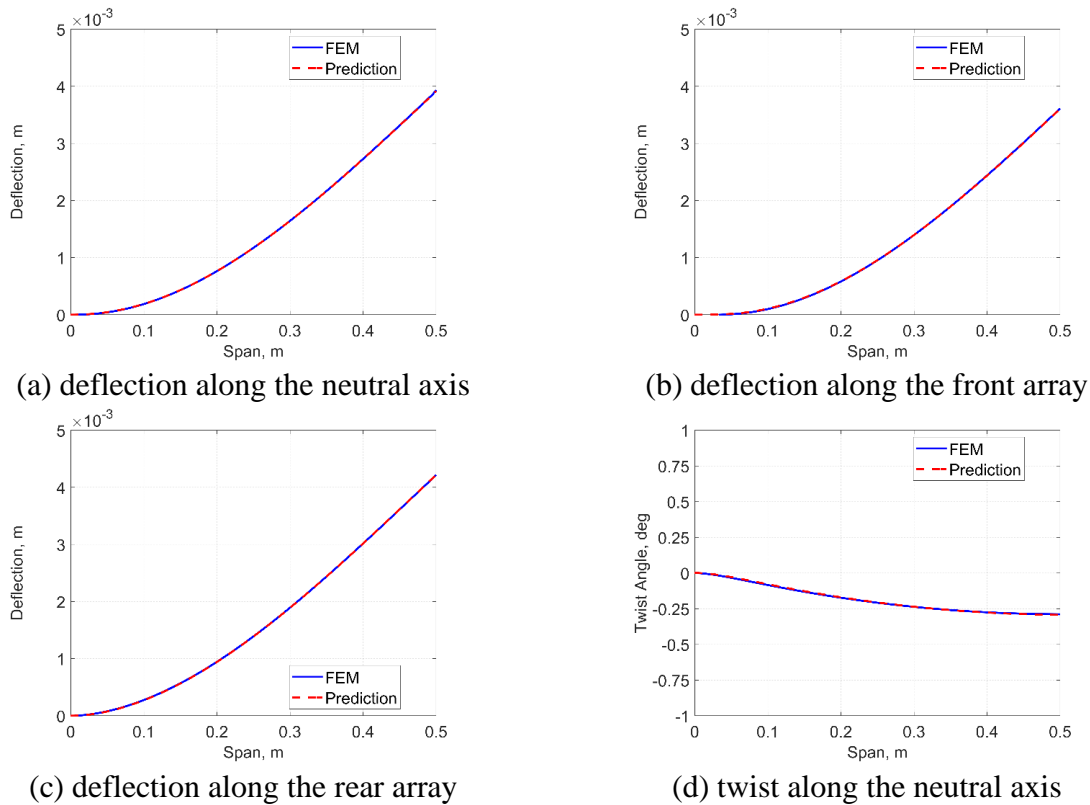 ×10-3
5
4
3
2
1
0
Deflection, m
FEM
Prediction
0 0.1 0.2 0.3 0.4 0.5
Span, m
(a) deflection along the neutral axis
×10-3
5
4
3
2
1
0
Deflection, m
FEM
Prediction
0 0.1 0.2 0.3 0.4 0.5
Span, m
(b) deflection along the front array
×10-3
5
4
3
2
1
0
Deflection, m
FEM
Prediction
0 0.1 0.2 0.3 0.4 0.5
Span, m
(c) deflection along the rear array
1
0.75
0.5
0.25
0
-0.25
-0.5
-0.75
-1
Twist Angle, deg
FEM
Prediction
0 0.1 0.2 0.3 0.4 0.5
Span, m
(d) twist along the neutral axis